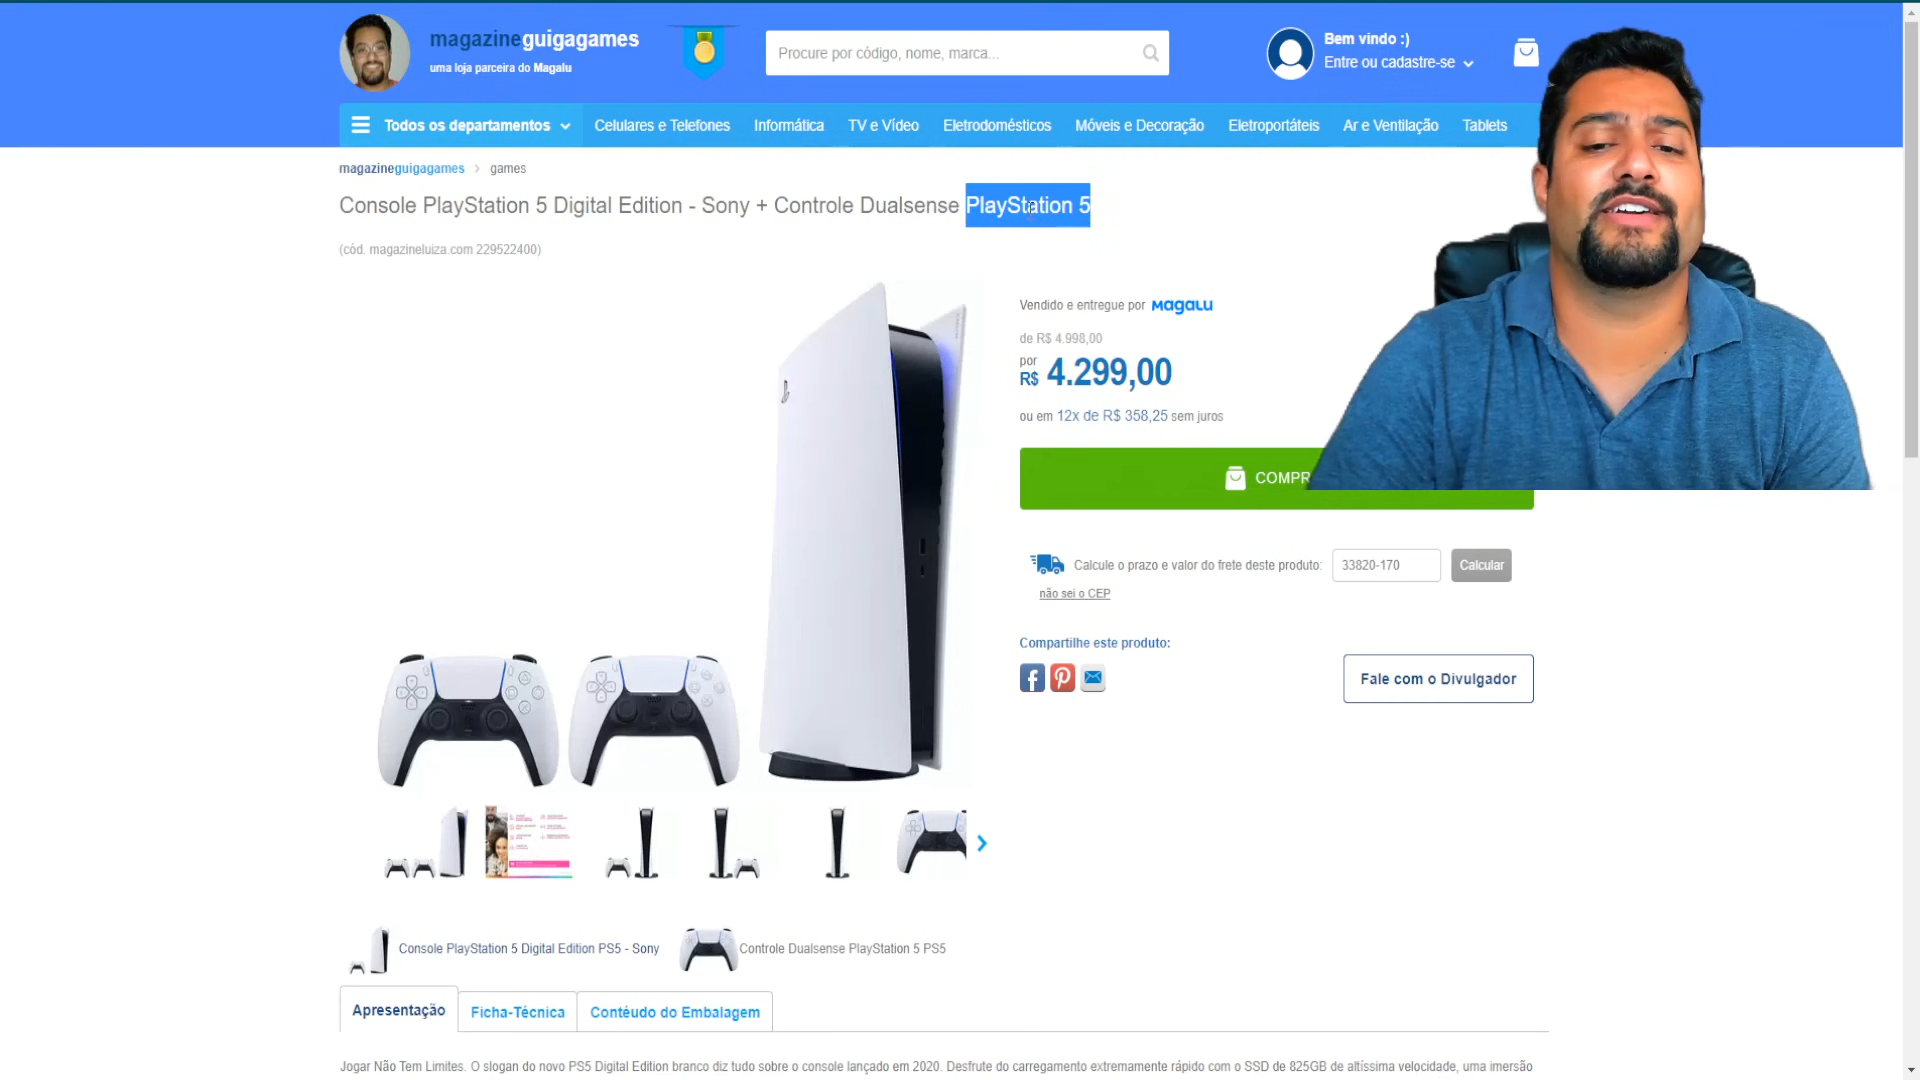 magazineguigagames
uma loja parceira do Magalu
Procure por código, nome, marca...
Bem vindo :)
Entre ou cadastre-se
Todos os departamentos
Celulares e Telefones
Informática
TV e Vídeo
Eletrodomésticos
Móveis e Decoração
Eletroportáteis
Ar e Ventilação
Tablets
magazineguigagames > games
Console PlayStation 5 Digital Edition - Sony + Controle Dualsense PlayStation 5
(cód. magazineluiza.com 229522400)
Vendido e entregue por Magalu
de R$ 4.998,00
por
R$ 4.299,00
ou em 12x de R$ 358,25 sem juros
COMPR
Calcule o prazo e valor do frete deste produto: 33820-170 Calcular
não sei o CEP
Compartilhe este produto:
Fale com o Divulgador
Console PlayStation 5 Digital Edition PS5 - Sony
Controle Dualsense PlayStation 5 PS5
Apresentação
Ficha-Técnica
Contéudo do Embalagem
Jogar Não Tem Limites. O slogan do novo PS5 Digital Edition branco diz tudo sobre o console lançado em 2020. Desfrute do carregamento extremamente rápido com o SSD de 825GB de altíssima velocidade, uma imersão